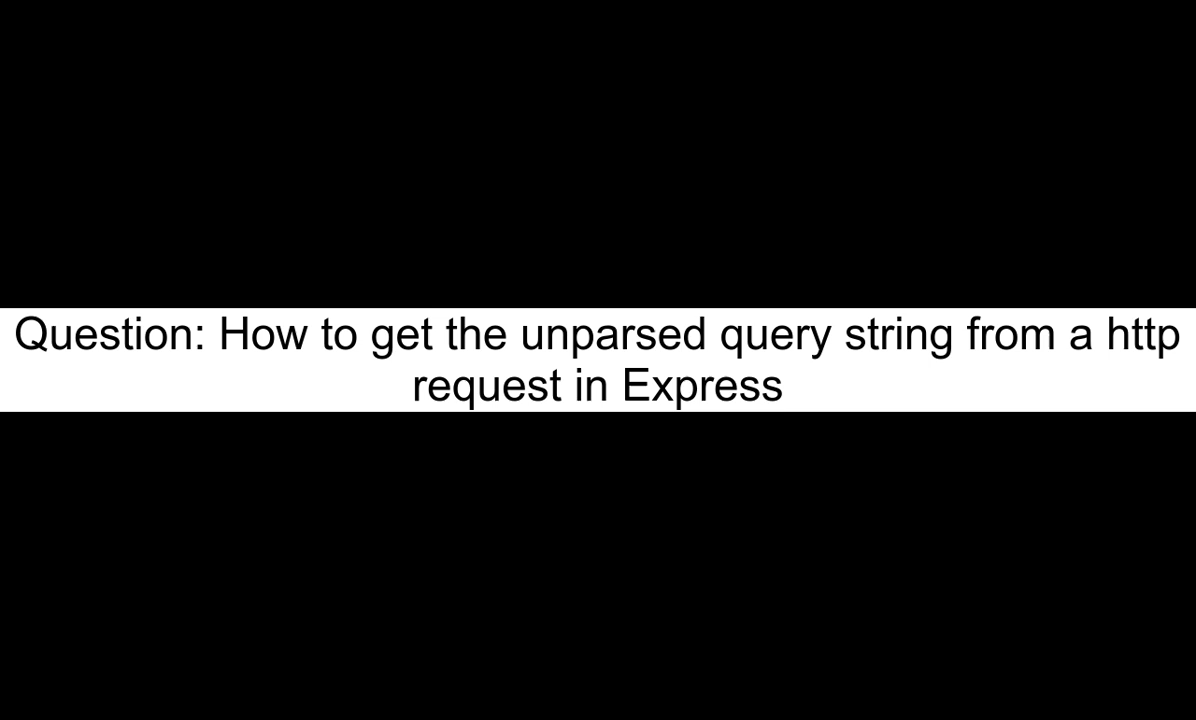 Question: How to get the unparsed query string from a http
request in Express